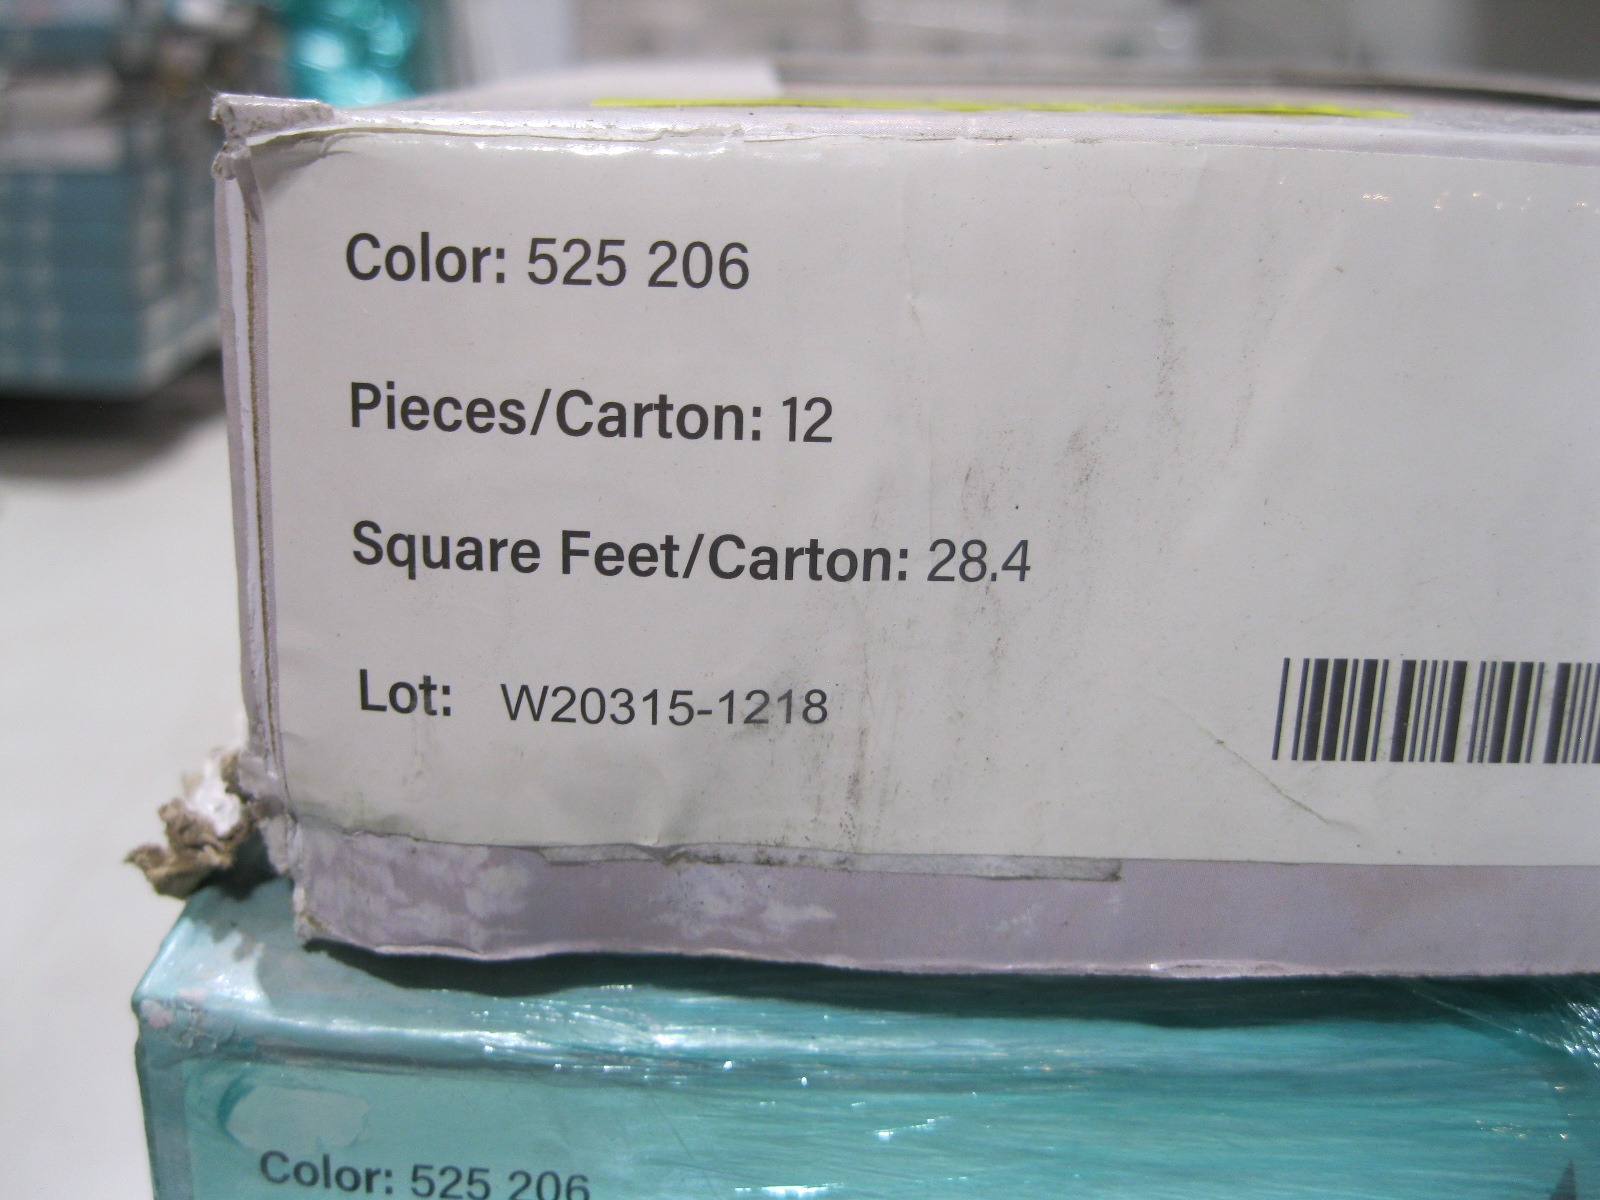 Color: 525 206
Pieces/Carton: 12
Square Feet/Carton: 28.4
Lot: W20315-1218
Color: 525 206